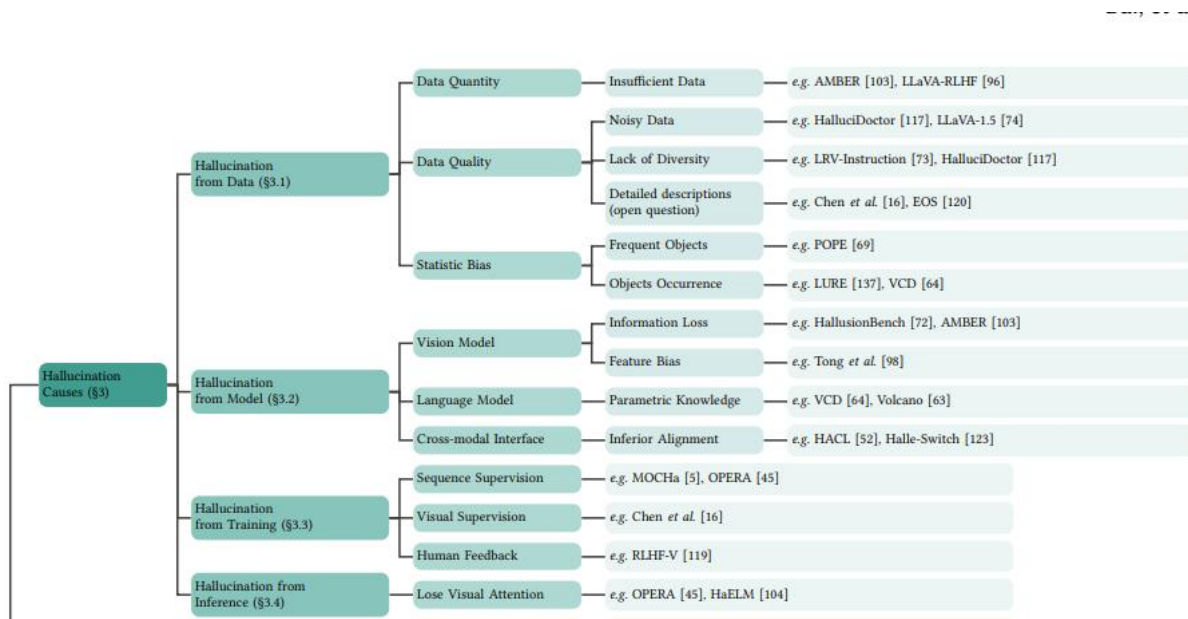 Data Quantity
Insufficient Data
e.g. AMBER [103], LLaVA-RLHF [96]
Hallucination
from Data (§3.1)
Data Quality
Noisy Data
e.g. HalluciDoctor [117], LLaVA-1.5 [74]
Lack of Diversity
e.g. LRV-Instruction [73], HalluciDoctor [117]
Detailed descriptions
(open question)
e.g. Chen et al. [16], EOS [120]
Statistic Bias
Frequent Objects
e.g. POPE [69]
Objects Occurrence
e.g. LURE [137], VCD [64]
Hallucination
Causes (§3)
Hallucination
from Model (§3.2)
Vision Model
Information Loss
e.g. HallusionBench [72], AMBER [103]
Feature Bias
e.g. Tong et al. [98]
Language Model
Parametric Knowledge
e.g. VCD [64], Volcano [63]
Cross-modal Interface
Inferior Alignment
e.g. HACL [52], Halle-Switch [123]
Hallucination
from Training (§3.3)
Sequence Supervision
e.g. MOCHa [5], OPERA [45]
Visual Supervision
e.g. Chen et al. [16]
Human Feedback
e.g. RLHF-V [119]
Hallucination from
Inference (§3.4)
Lose Visual Attention
e.g. OPERA [45], HaELM [104]